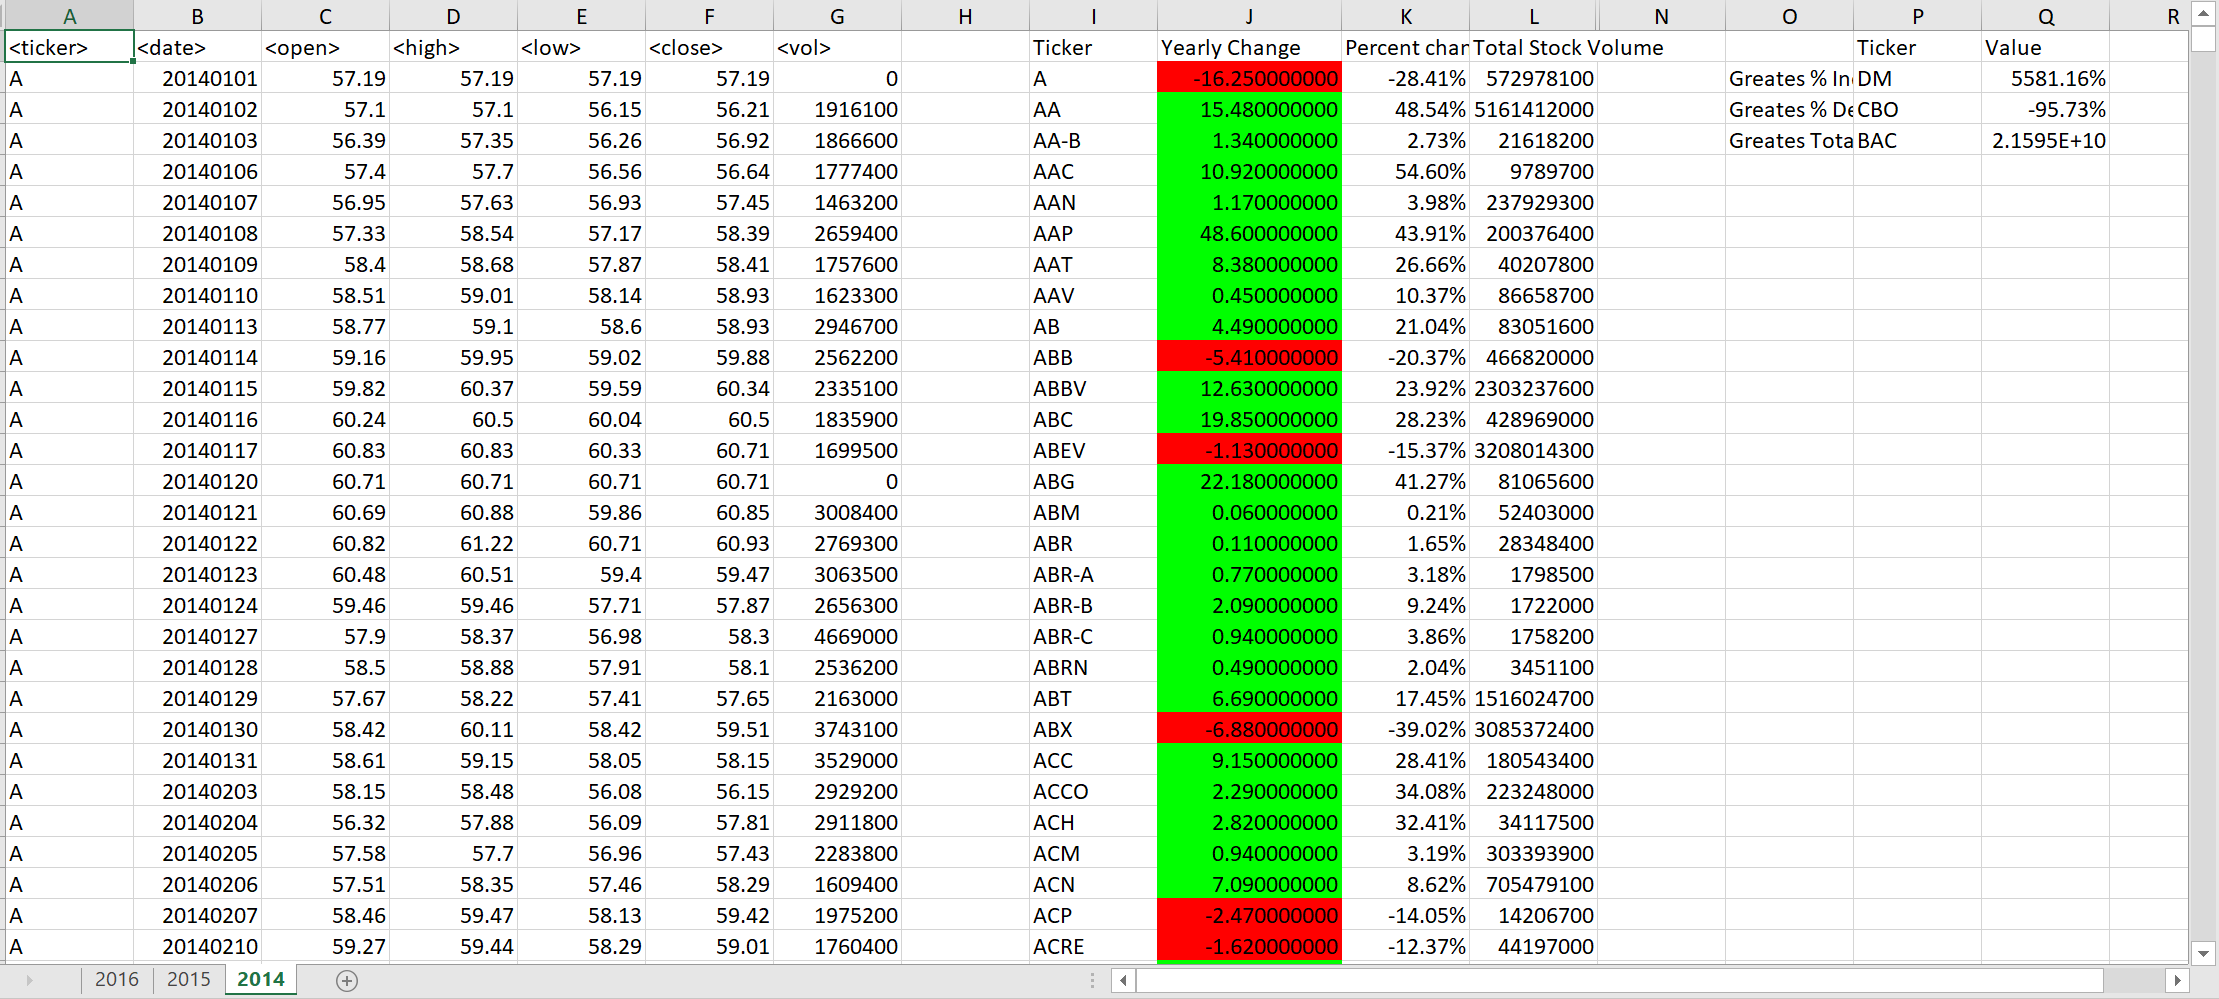 A B C D E F G H I J K L N O P Q R
<ticker> <date> <open> <high> <low> <close> <vol> Ticker Yearly Change Percent char Total Stock Volume Ticker Value
A 20140101 57.19 57.19 57.19 57.19 0 A -16.250000000 -28.41% 572978100 Greates % In DM 5581.16%
A 20140102 57.1 57.1 56.15 56.21 1916100 AA 15.480000000 48.54% 5161412000 Greates % De CBO -95.73%
A 20140103 56.39 57.35 56.26 56.92 1866600 AA-B 1.340000000 2.73% 21618200 Greates Tota BAC 2.1595E+10
A 20140106 57.4 57.7 56.56 56.64 1777400 AAC 10.920000000 54.60% 9789700
A 20140107 56.95 57.63 56.93 57.45 1463200 AAN 1.170000000 3.98% 237929300
A 20140108 57.33 58.54 57.17 58.39 2659400 AAP 48.600000000 43.91% 200376400
A 20140109 58.4 58.68 57.87 58.41 1757600 AAT 8.380000000 26.66% 40207800
A 20140110 58.51 59.01 58.14 58.93 1623300 AAV 0.450000000 10.37% 86658700
A 20140113 58.77 59.1 58.6 58.93 2946700 AB 4.490000000 21.04% 83051600
A 20140114 59.16 59.95 59.02 59.88 2562200 ABB -5.410000000 -20.37% 466820000
A 20140115 59.82 60.37 59.59 60.34 2335100 ABBV 12.630000000 23.92% 2303237600
A 20140116 60.24 60.5 60.04 60.5 1835900 ABC 19.850000000 28.23% 428969000
A 20140117 60.83 60.83 60.33 60.71 1699500 ABEV -1.130000000 -15.37% 3208014300
A 20140120 60.71 60.71 60.71 60.71 0 ABG 22.180000000 41.27% 81065600
A 20140121 60.69 60.88 59.86 60.85 3008400 ABM 0.060000000 0.21% 52403000
A 20140122 60.82 61.22 60.71 60.93 2769300 ABR 0.110000000 1.65% 28348400
A 20140123 60.48 60.51 59.4 59.47 3063500 ABR-A 0.770000000 3.18% 1798500
A 20140124 59.46 59.46 57.71 57.87 2656300 ABR-B 2.090000000 9.24% 1722000
A 20140127 57.9 58.37 56.98 58.3 4669000 ABR-C 0.940000000 3.86% 1758200
A 20140128 58.5 58.88 57.91 58.1 2536200 ABRN 0.490000000 2.04% 3451100
A 20140129 57.67 58.22 57.41 57.65 2163000 ABT 6.690000000 17.45% 1516024700
A 20140130 58.42 60.11 58.42 59.51 3743100 ABX -6.880000000 -39.02% 3085372400
A 20140131 58.61 59.15 58.05 58.15 3529000 ACC 9.150000000 28.41% 180543400
A 20140203 58.15 58.48 56.08 56.15 2929200 ACCO 2.290000000 34.08% 223248000
A 20140204 56.32 57.88 56.09 57.81 2911800 ACH 2.820000000 32.41% 34117500
A 20140205 57.58 57.7 56.96 57.43 2283800 ACM 0.940000000 3.19% 303393900
A 20140206 57.51 58.35 57.46 58.29 1609400 ACN 7.090000000 8.62% 705479100
A 20140207 58.46 59.47 58.13 59.42 1975200 ACP -2.470000000 -14.05% 14206700
A 20140210 59.27 59.44 58.29 59.01 1760400 ACRE -1.620000000 -12.37% 44197000
2016 2015 2014